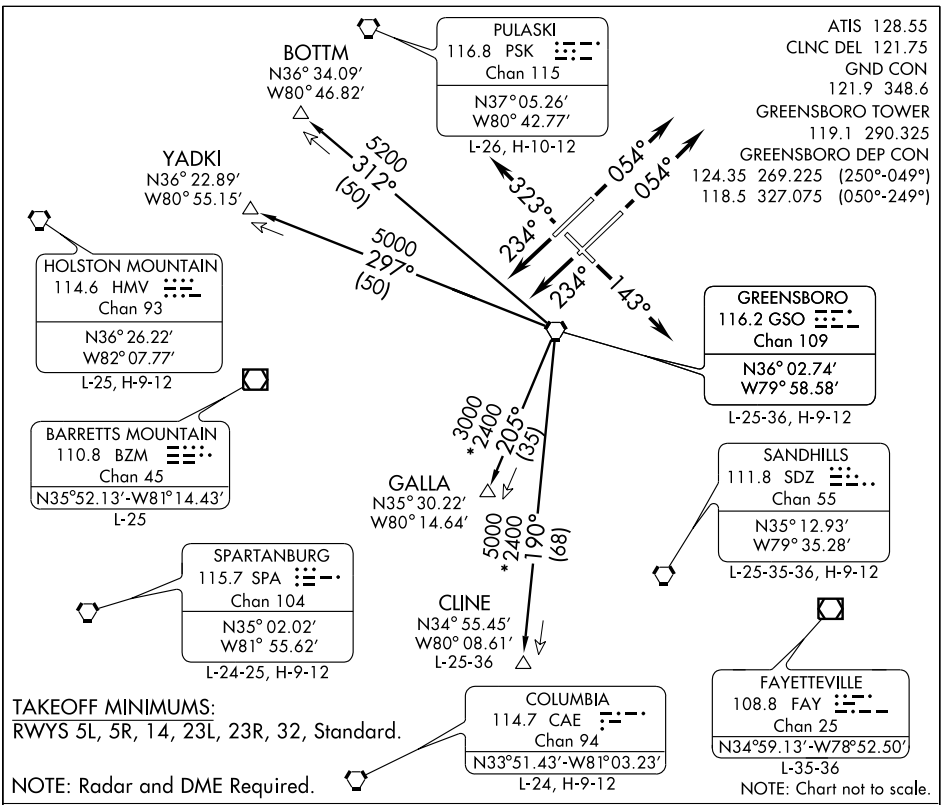 BOTTM
N36° 34.09′
W80° 46.82′
YADKI
N36° 22.89′
W80° 55.15′
PULASKI
116.8 PSK
Chan 115
N37° 05.26′
W80° 42.77′
L-26, H-10-12
ATIS 128.55
CLNC DEL 121.75
GND CON
121.9 348.6
GREENSBORO TOWER
119.1 290.325
GREENSBORO DEP CON
124.35 269.225 (250°-049°)
118.5 327.075 (050°-249°)
5200
312°
(50)
5000
297°
(50)
323°
054°
054°
234°
234°
143°
HOLSTON MOUNTAIN
114.6 HMV
Chan 93
N36° 26.22′
W82° 07.77′
L-25, H-9-12
GREENSBORO
116.2 GSO
Chan 109
N36° 02.74′
W79° 58.58′
L-25-36, H-9-12
BARRETTS MOUNTAIN
110.8 BZM
Chan 45
N35°52.13′-W81°14.43′
L-25
3000
*2400
205°
(35)
GALLA
N35° 30.22′
W80° 14.64′
5000
*2400
190°
(68)
SANDHILLS
111.8 SDZ
Chan 55
N35° 12.93′
W79° 35.28′
L-25-35-36, H-9-12
SPARTANBURG
115.7 SPA
Chan 104
N35° 02.02′
W81° 55.62′
L-24-25, H-9-12
CLINE
N34° 55.45′
W80° 08.61′
L-25-36
FAYETTEVILLE
108.8 FAY
Chan 25
N34°59.13′-W78°52.50′
L-35-36
COLUMBIA
114.7 CAE
Chan 94
N33°51.43′-W81°03.23′
L-24, H-9-12
TAKEOFF MINIMUMS:
RWYS 5L, 5R, 14, 23L, 23R, 32, Standard.
NOTE: Radar and DME Required.
NOTE: Chart not to scale.